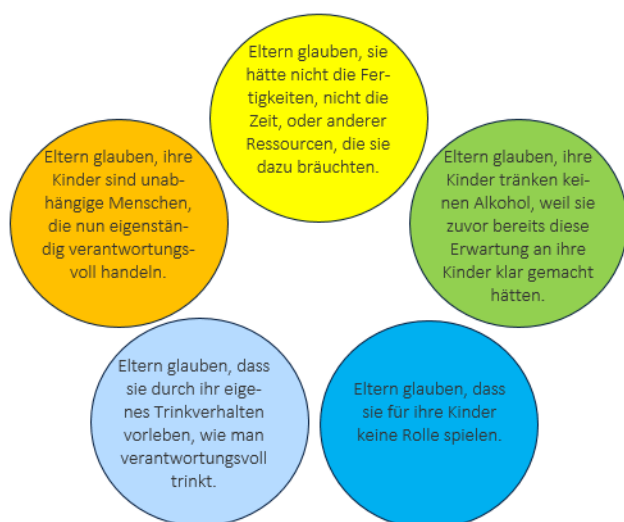 Eltern glauben, sie
hätte nicht die Fer-
tigkeiten, nicht die
Zeit, oder anderer
Ressourcen, die sie
dazu bräuchten.
Eltern glauben, ihre
Kinder sind unab-
hängige Menschen,
die nun eigenstän-
dig verantwortungs-
voll handeln.
Eltern glauben, ihre
Kinder tränken kei-
nen Alkohol, weil sie
zuvor bereits diese
Erwartung an ihre
Kinder klar gemacht
hätten.
Eltern glauben, dass
sie durch ihr eige-
nes Trinkverhalten
vorleben, wie man
verantwortungsvoll
trinkt.
Eltern glauben, dass
sie für ihre Kinder
keine Rolle spielen.